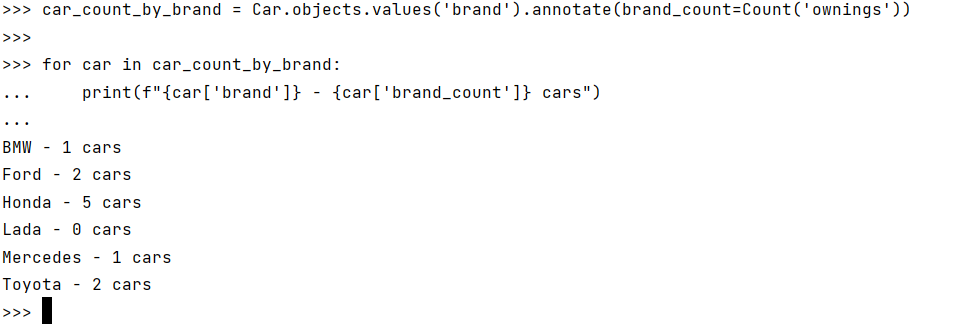 >>> car_count_by_brand = Car.objects.values('brand').annotate(brand_count=Count('ownings'))
>>>
>>> for car in car_count_by_brand:
...     print(f"{car['brand']} - {car['brand_count']} cars")
...
BMW - 1 cars
Ford - 2 cars
Honda - 5 cars
Lada - 0 cars
Mercedes - 1 cars
Toyota - 2 cars
>>>